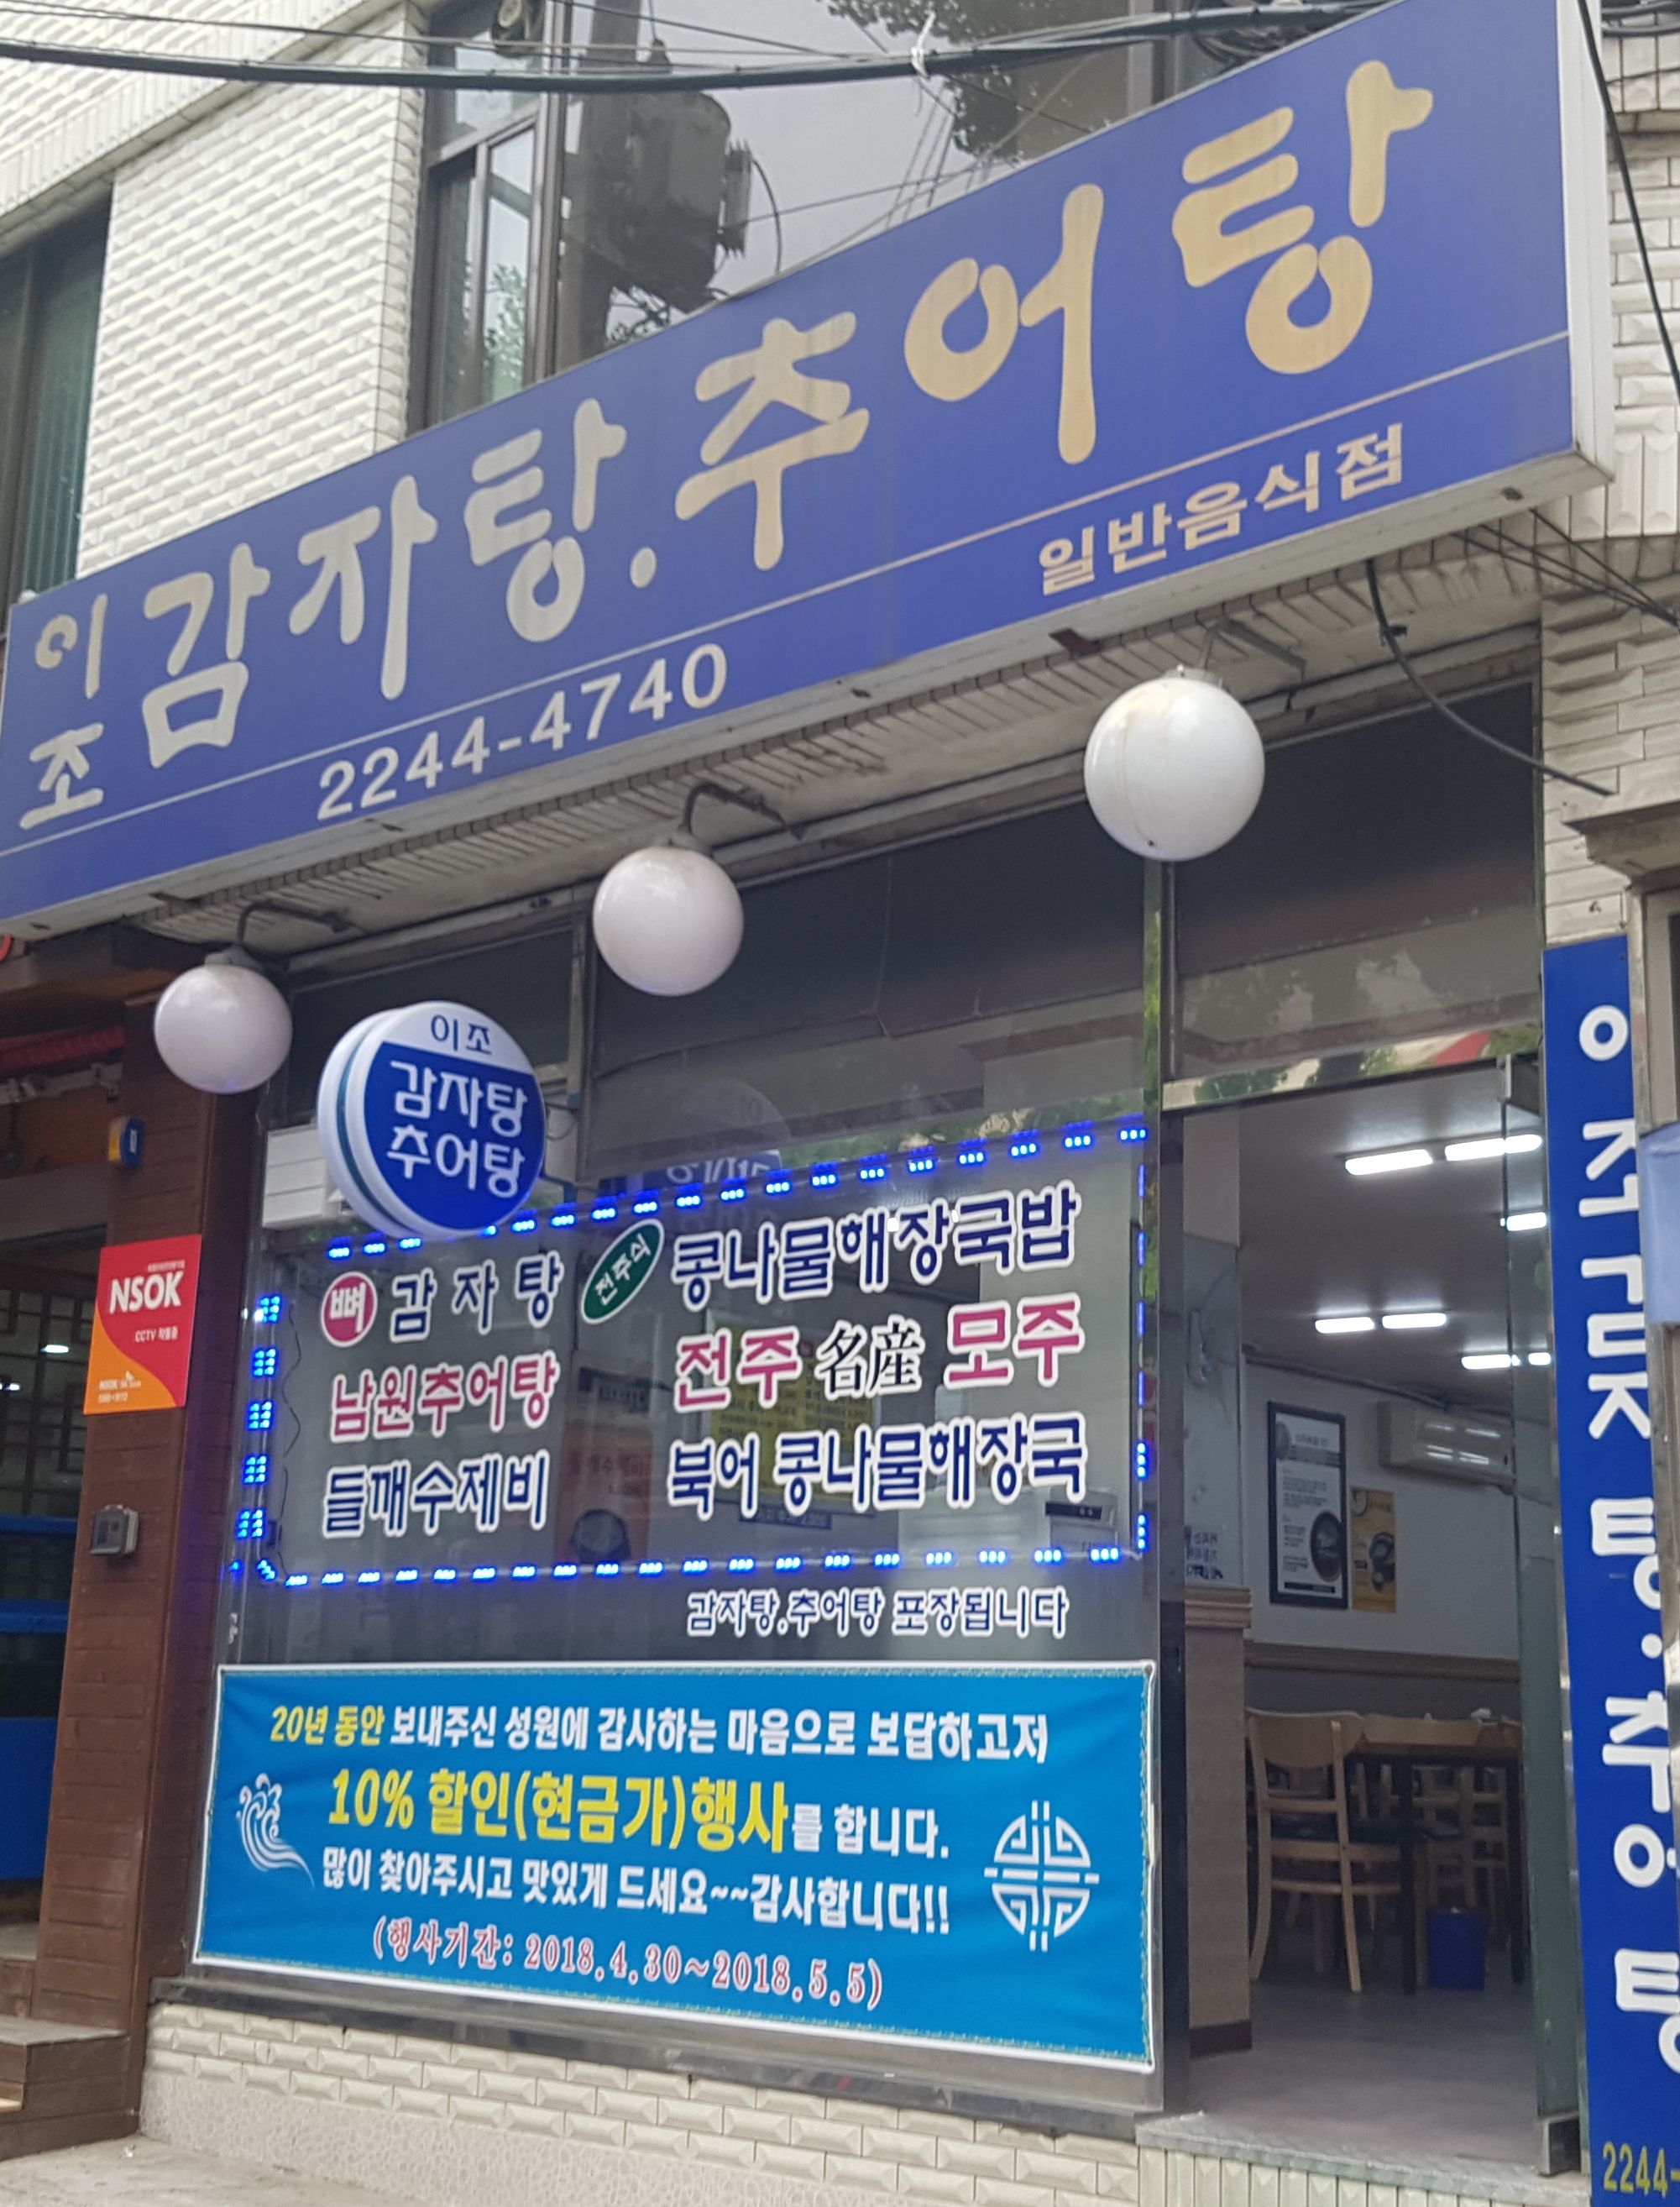 이조 감자탕.추어탕
2244-4740
일반음식점
이조
감자탕
추어탕
NSOK
CCTV 작동중
뼈 감자탕
남원추어탕
들깨수제비
전주식 콩나물해장국밥
전주 名産 모주
북어 콩나물해장국
감자탕.추어탕 포장됩니다
20년 동안 보내주신 성원에 감사하는 마음으로 보답하고저
10% 할인(현금가)행사를 합니다.
많이 찾아주시고 맛있게 드세요~~감사합니다!!
(행사기간: 2018.4.30~2018.5.5)
이조감자탕.추어탕
2244-